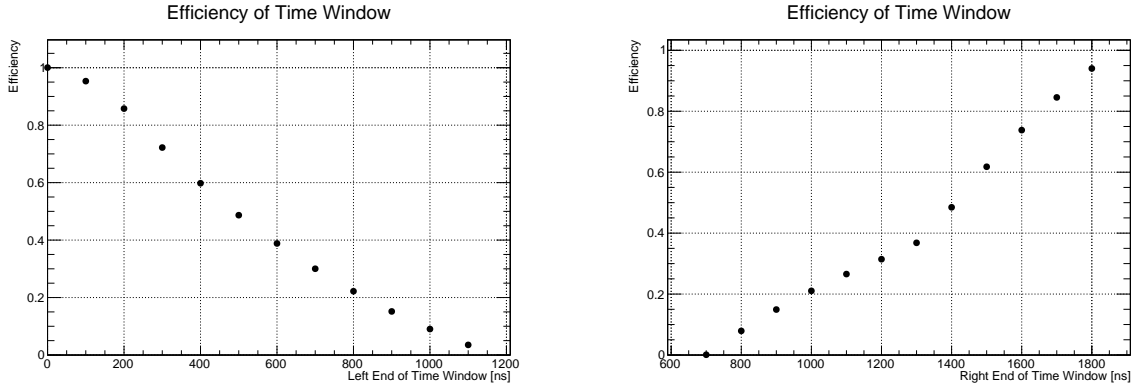 Efficiency of Time Window
Efficiency
1
0.8
0.6
0.4
0.2
0
0 200 400 600 800 1000 1200
Left End of Time Window [ns]
Efficiency of Time Window
Efficiency
1
0.8
0.6
0.4
0.2
0
600 800 1000 1200 1400 1600 1800
Right End of Time Window [ns]